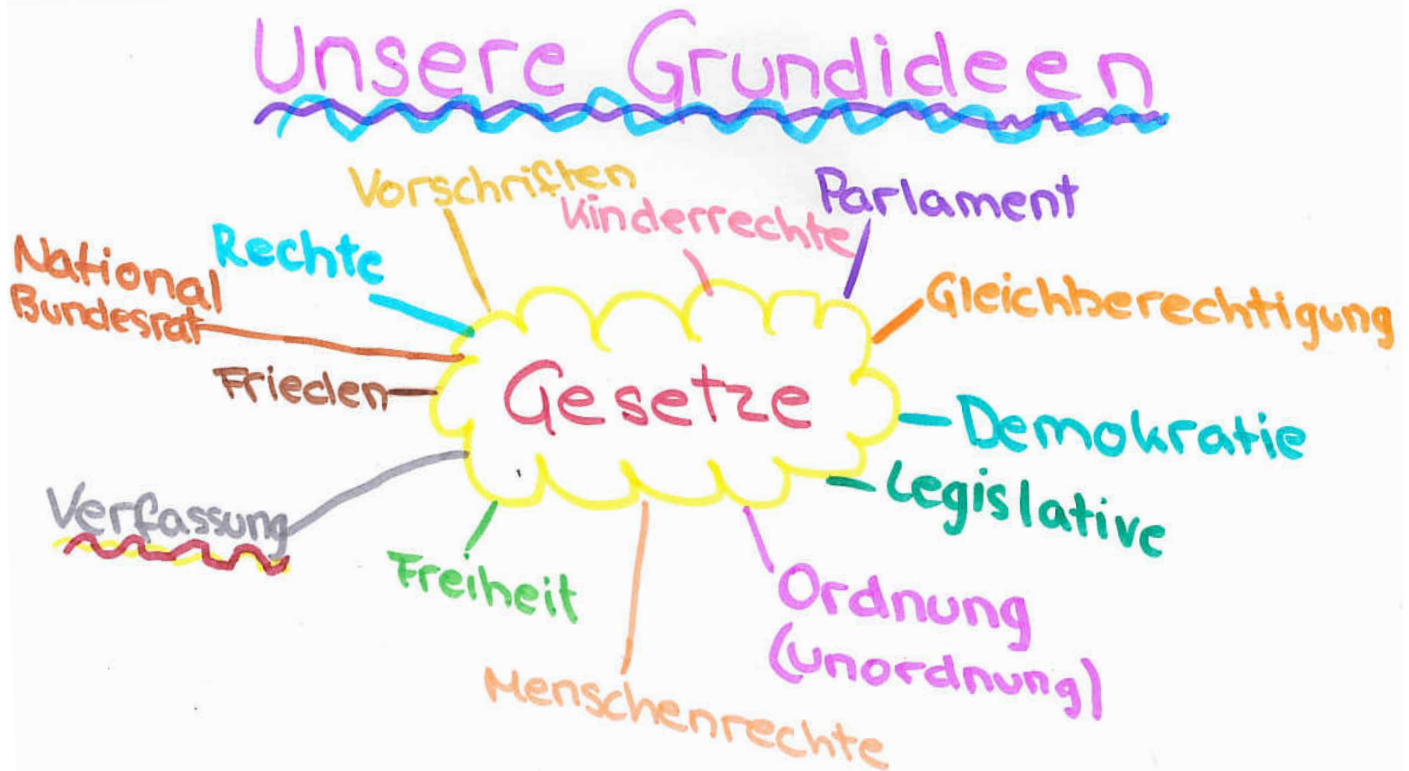 Unsere Grundideen
Vorschriften
Kinderrechte
Parlament
Rechte
National
Bundesrat
Gleichberechtigung
Frieden
Gesetze
Demokratie
Legislative
Verfassung
Freiheit
Ordnung
(unordnung)
Menschenrechte